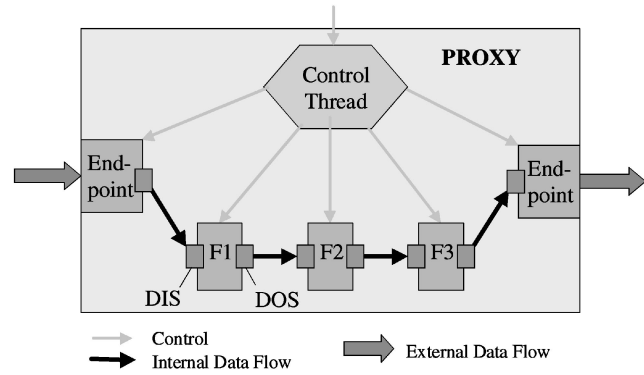 PROXY
Control
Thread
End-
point
End-
point
F1
F2
F3
DIS
DOS
Control
Internal Data Flow
External Data Flow